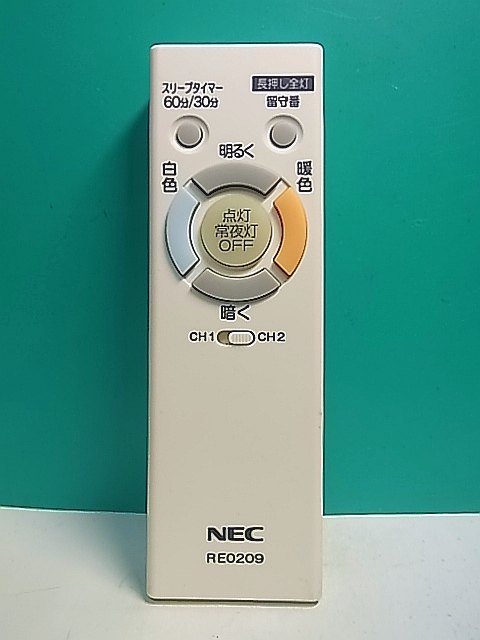 スリープタイマー
60分/30分
長押し全灯
留守番
明るく
白色
暖色
点灯
常夜灯
OFF
暗く
CH1 CH2
NEC
RE0209